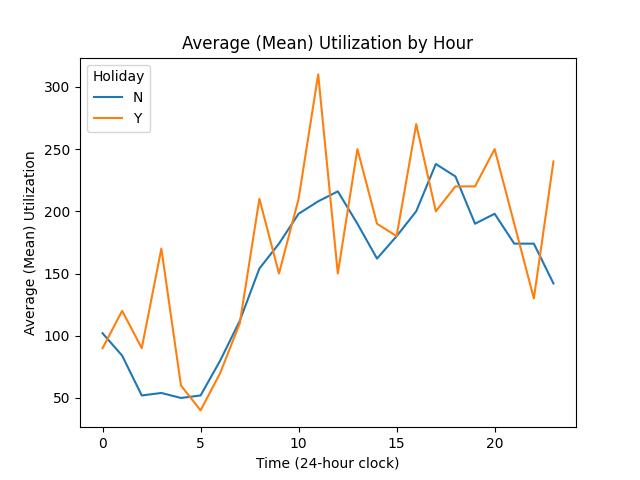 Average (Mean) Utilization by Hour
Holiday
N
Y
Average (Mean) Utilization
300
250
200
150
100
50
0
5
10
15
20
Time (24-hour clock)